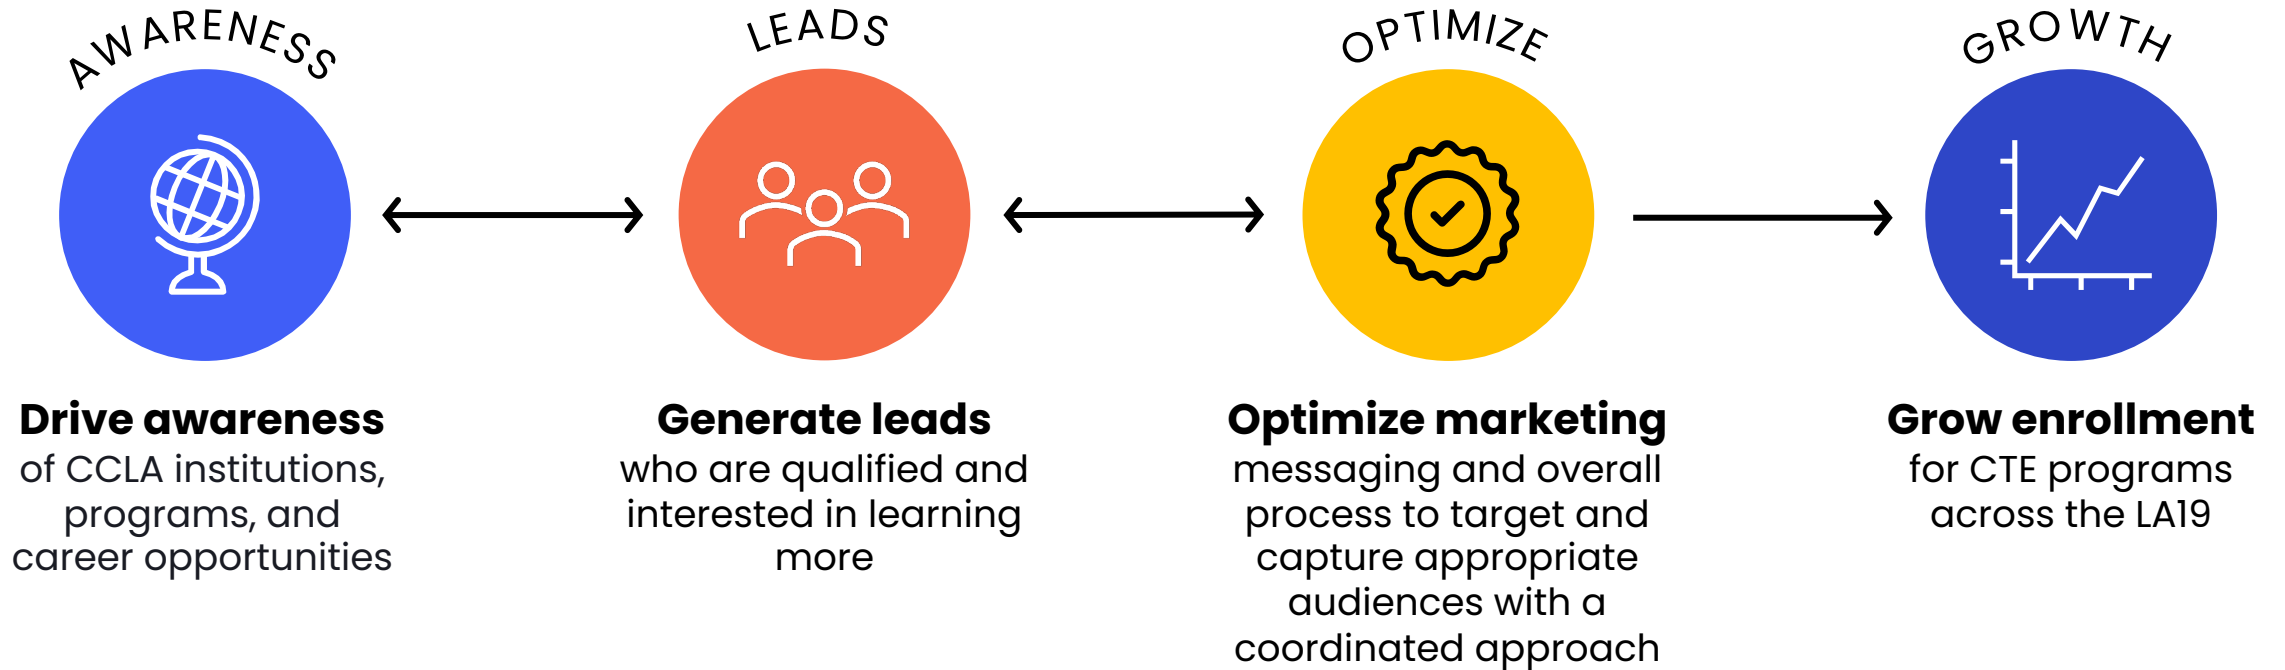 AWARENESS
LEADS
OPTIMIZE
GROWTH
Drive awareness
of CCLA institutions,
programs, and
career opportunities
Generate leads
who are qualified and
interested in learning
more
Optimize marketing
messaging and overall
process to target and
capture appropriate
audiences with a
coordinated approach
Grow enrollment
for CTE programs
across the LA19